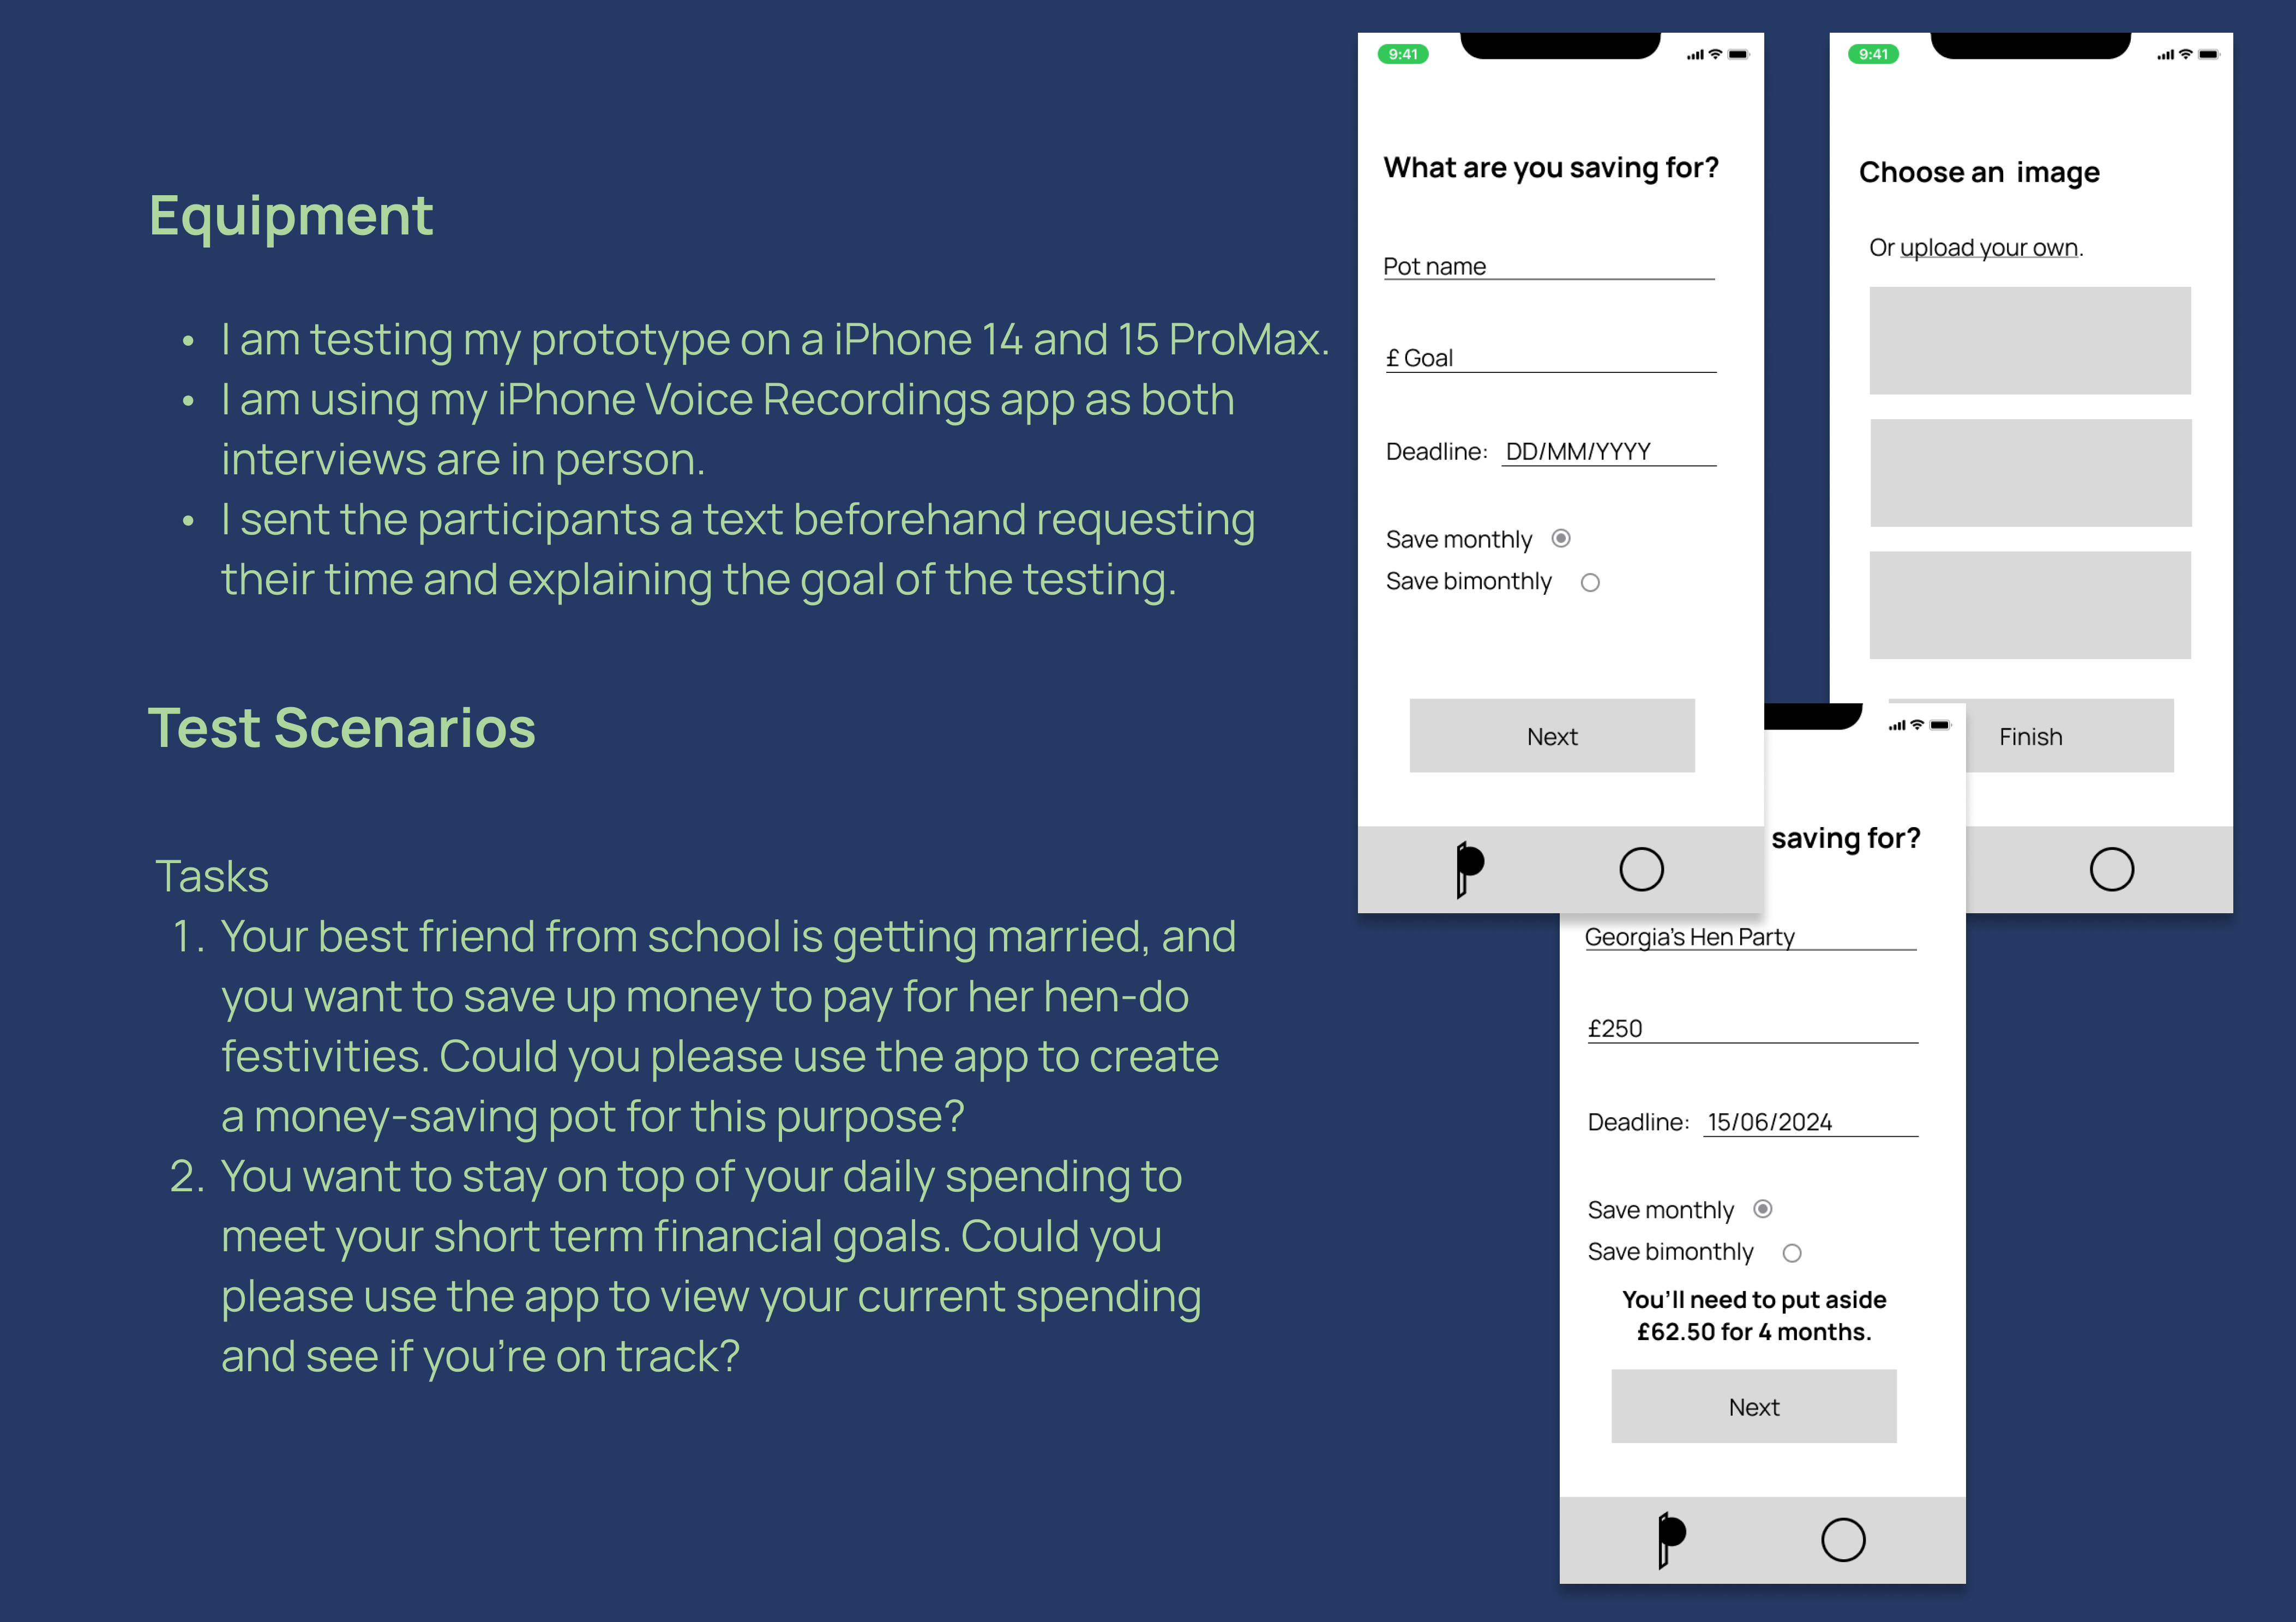 Equipment
• I am testing my prototype on a iPhone 14 and 15 ProMax.
• I am using my iPhone Voice Recordings app as both
interviews are in person.
• I sent the participants a text beforehand requesting
their time and explaining the goal of the testing.
Test Scenarios
Tasks
1. Your best friend from school is getting married, and
you want to save up money to pay for her hen-do
festivities. Could you please use the app to create
a money-saving pot for this purpose?
2. You want to stay on top of your daily spending to
meet your short term financial goals. Could you
please use the app to view your current spending
and see if you're on track?
9:41
What are you saving for?
Pot name
£ Goal
Deadline: DD/MM/YYYY
Save monthly
Save bimonthly
Next
9:41
Choose an  image
Or upload your own.
Finish
saving for?
Georgia's Hen Party
£250
Deadline: 15/06/2024
Save monthly
Save bimonthly
You'll need to put aside
£62.50 for 4 months.
Next